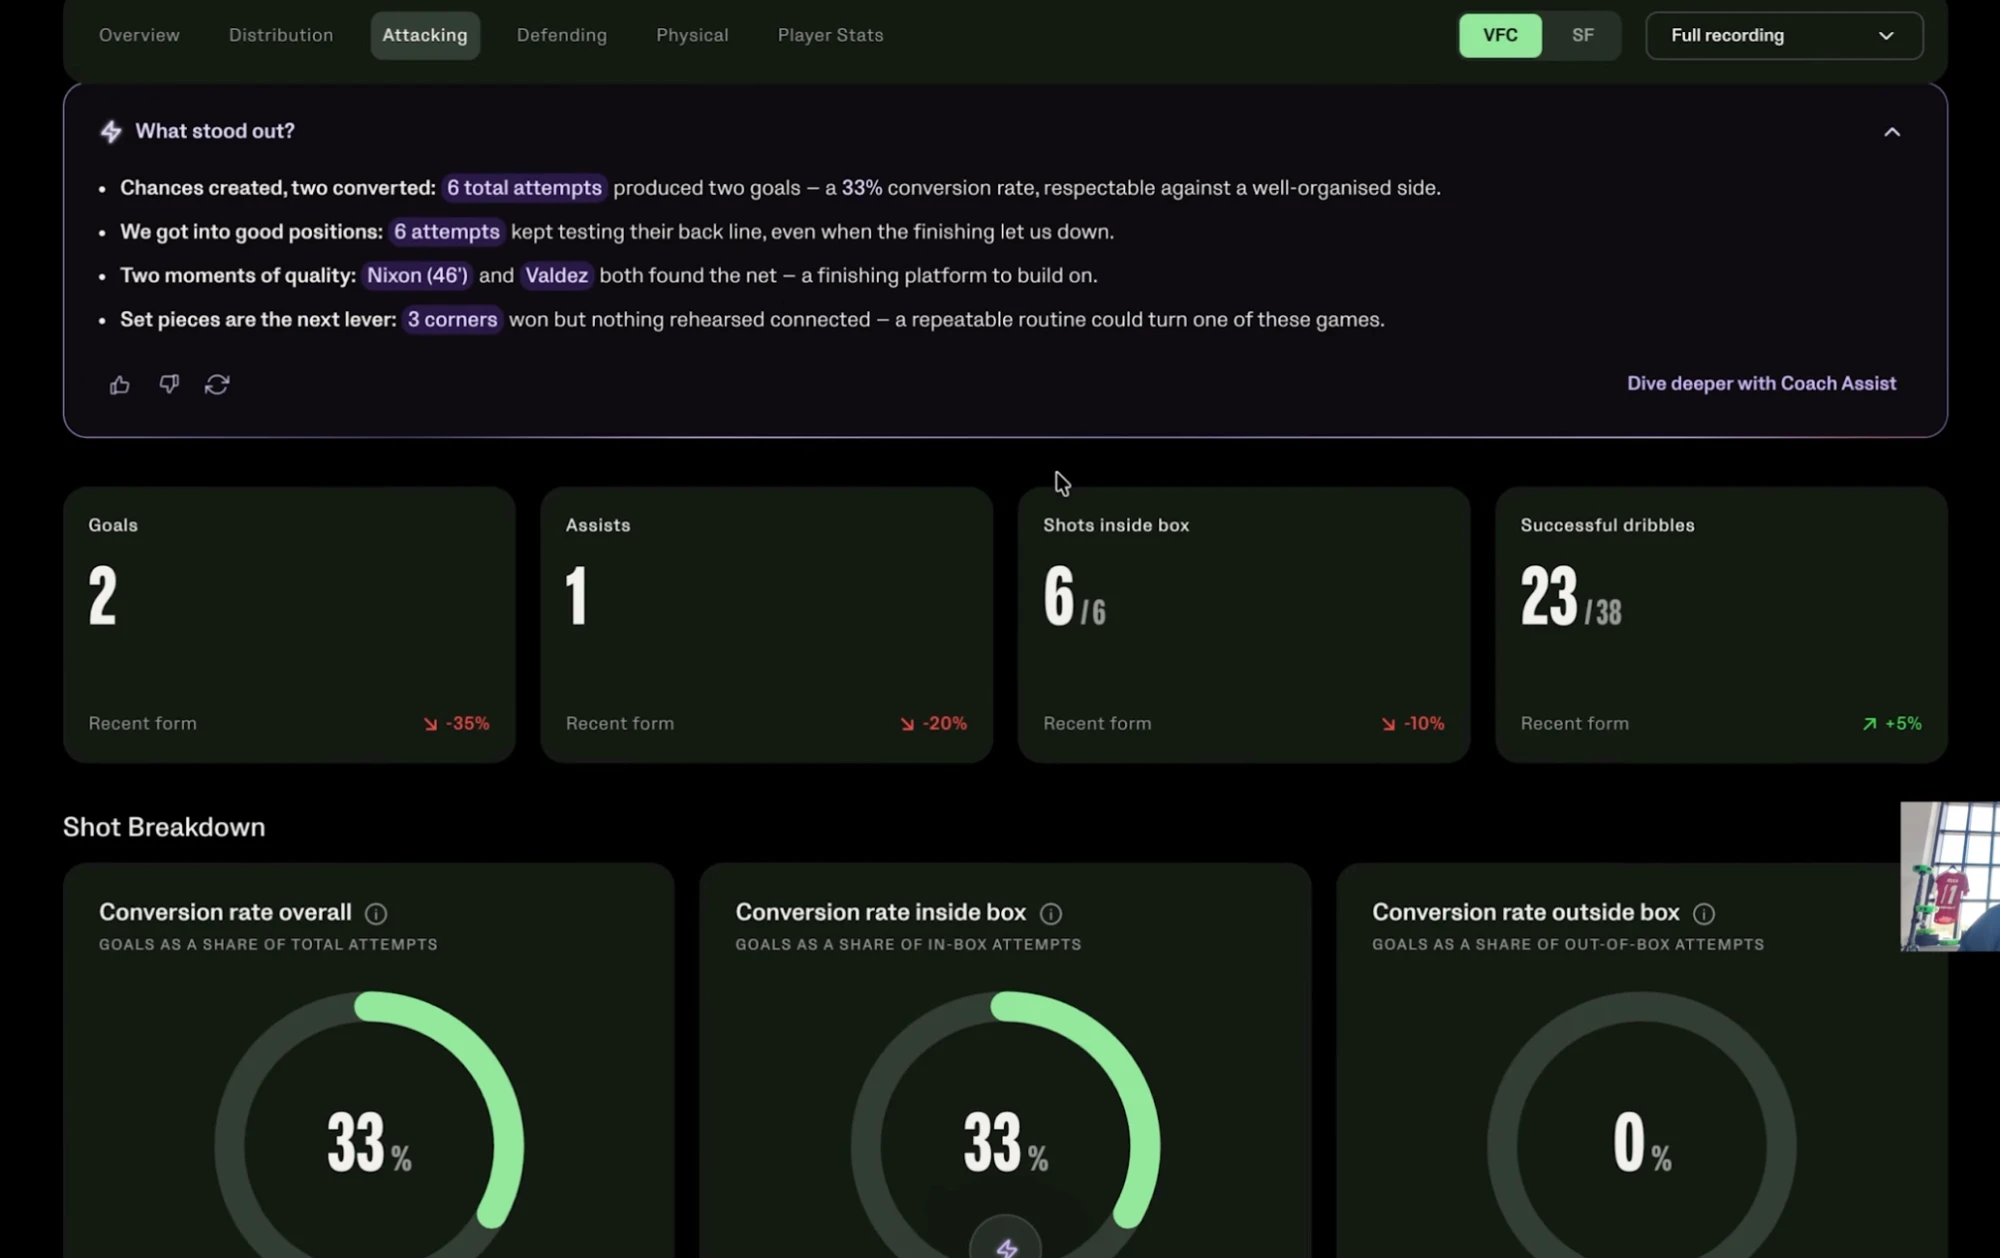 Overview Distribution Attacking Defending Physical Player Stats VFC SF Full recording
What stood out?
• Chances created, two converted: 6 total attempts produced two goals – a 33% conversion rate, respectable against a well-organised side.
• We got into good positions: 6 attempts kept testing their back line, even when the finishing let us down.
• Two moments of quality: Nixon (46') and Valdez both found the net – a finishing platform to build on.
• Set pieces are the next lever: 3 corners won but nothing rehearsed connected – a repeatable routine could turn one of these games.
Dive deeper with Coach Assist
Goals
2
Recent form -35%
Assists
1
Recent form -20%
Shots inside box
6 / 6
Recent form -10%
Successful dribbles
23 / 38
Recent form +5%
Shot Breakdown
Conversion rate overall
GOALS AS A SHARE OF TOTAL ATTEMPTS
33 %
Conversion rate inside box
GOALS AS A SHARE OF IN-BOX ATTEMPTS
33 %
Conversion rate outside box
GOALS AS A SHARE OF OUT-OF-BOX ATTEMPTS
0 %